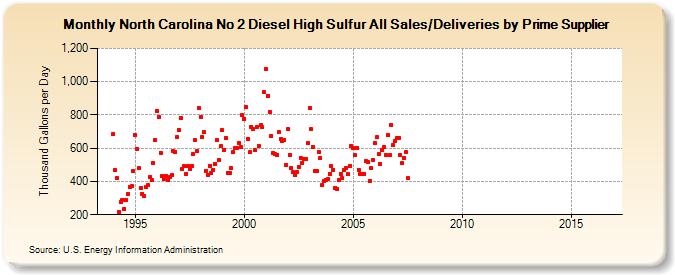 Monthly North Carolina No 2 Diesel High Sulfur All Sales/Deliveries by Prime Supplier
Thousand Gallons per Day
1,200
1,000
800
600
400
200
1995 2000 2005 2010 2015
Source: U.S. Energy Information Administration